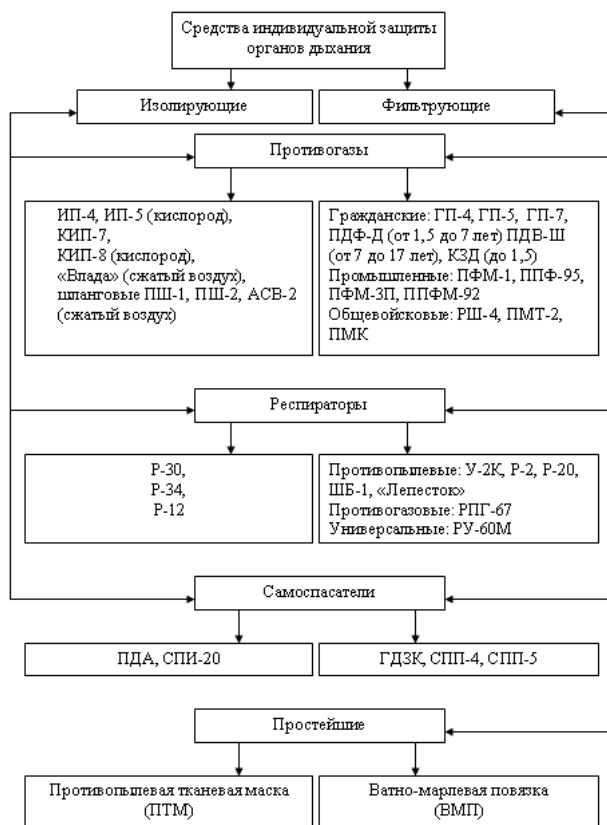 Средства индивидуальной защиты
органов дыхания
Изолирующие
Фильтрующие
Противогазы
ИП-4, ИП-5 (кислород),
КИП-7,
КИП-8 (кислород),
«Влада» (сжатый воздух),
шланговые ПШ-1, ПШ-2, АСВ-2
(сжатый воздух)
Гражданские: ГП-4, ГП-5, ГП-7,
ПДФ-Д (от 1,5 до 7 лет) ПДВ-Ш
(от 7 до 17 лет), КЗД (до 1,5)
Промышленные: ПФМ-1, ППФ-95,
ПФМ-3П, ППФМ-92
Общевойсковые: РШ-4, ПМТ-2,
ПМК
Респираторы
Р-30,
Р-34,
Р-12
Противопылевые: У-2К, Р-2, Р-20,
ШБ-1, «Лепесток»
Противогазовые: РПГ-67
Универсальные: РУ-60М
Самоспасатели
ПДА, СПИ-20
ГДЗК, СПП-4, СПП-5
Простейшие
Противопылевая тканевая маска
(ПТМ)
Ватно-марлевая повязка
(ВМП)